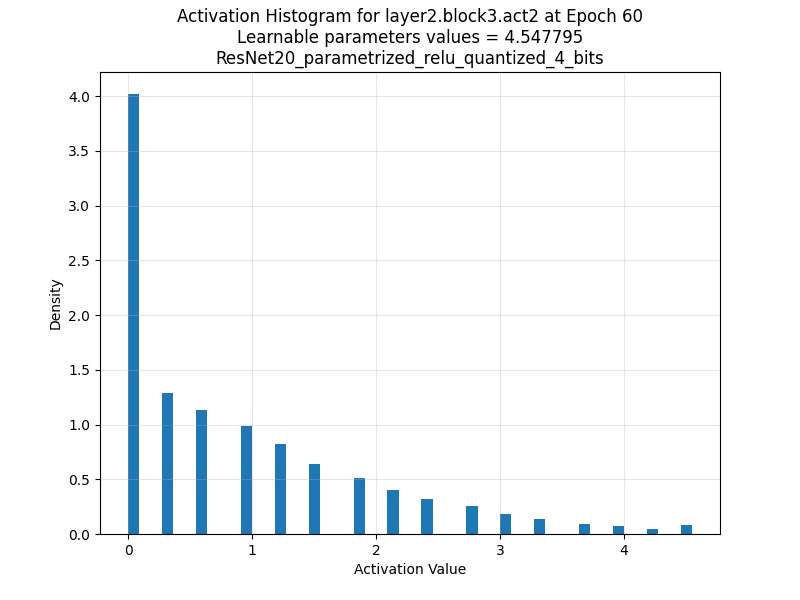 Activation Histogram for layer2.block3.act2 at Epoch 60
Learnable parameters values = 4.547795
ResNet20_parametrized_relu_quantized_4_bits
4.0
3.5
3.0
2.5
2.0
1.5
1.0
0.5
0.0
Density
0 1 2 3 4
Activation Value